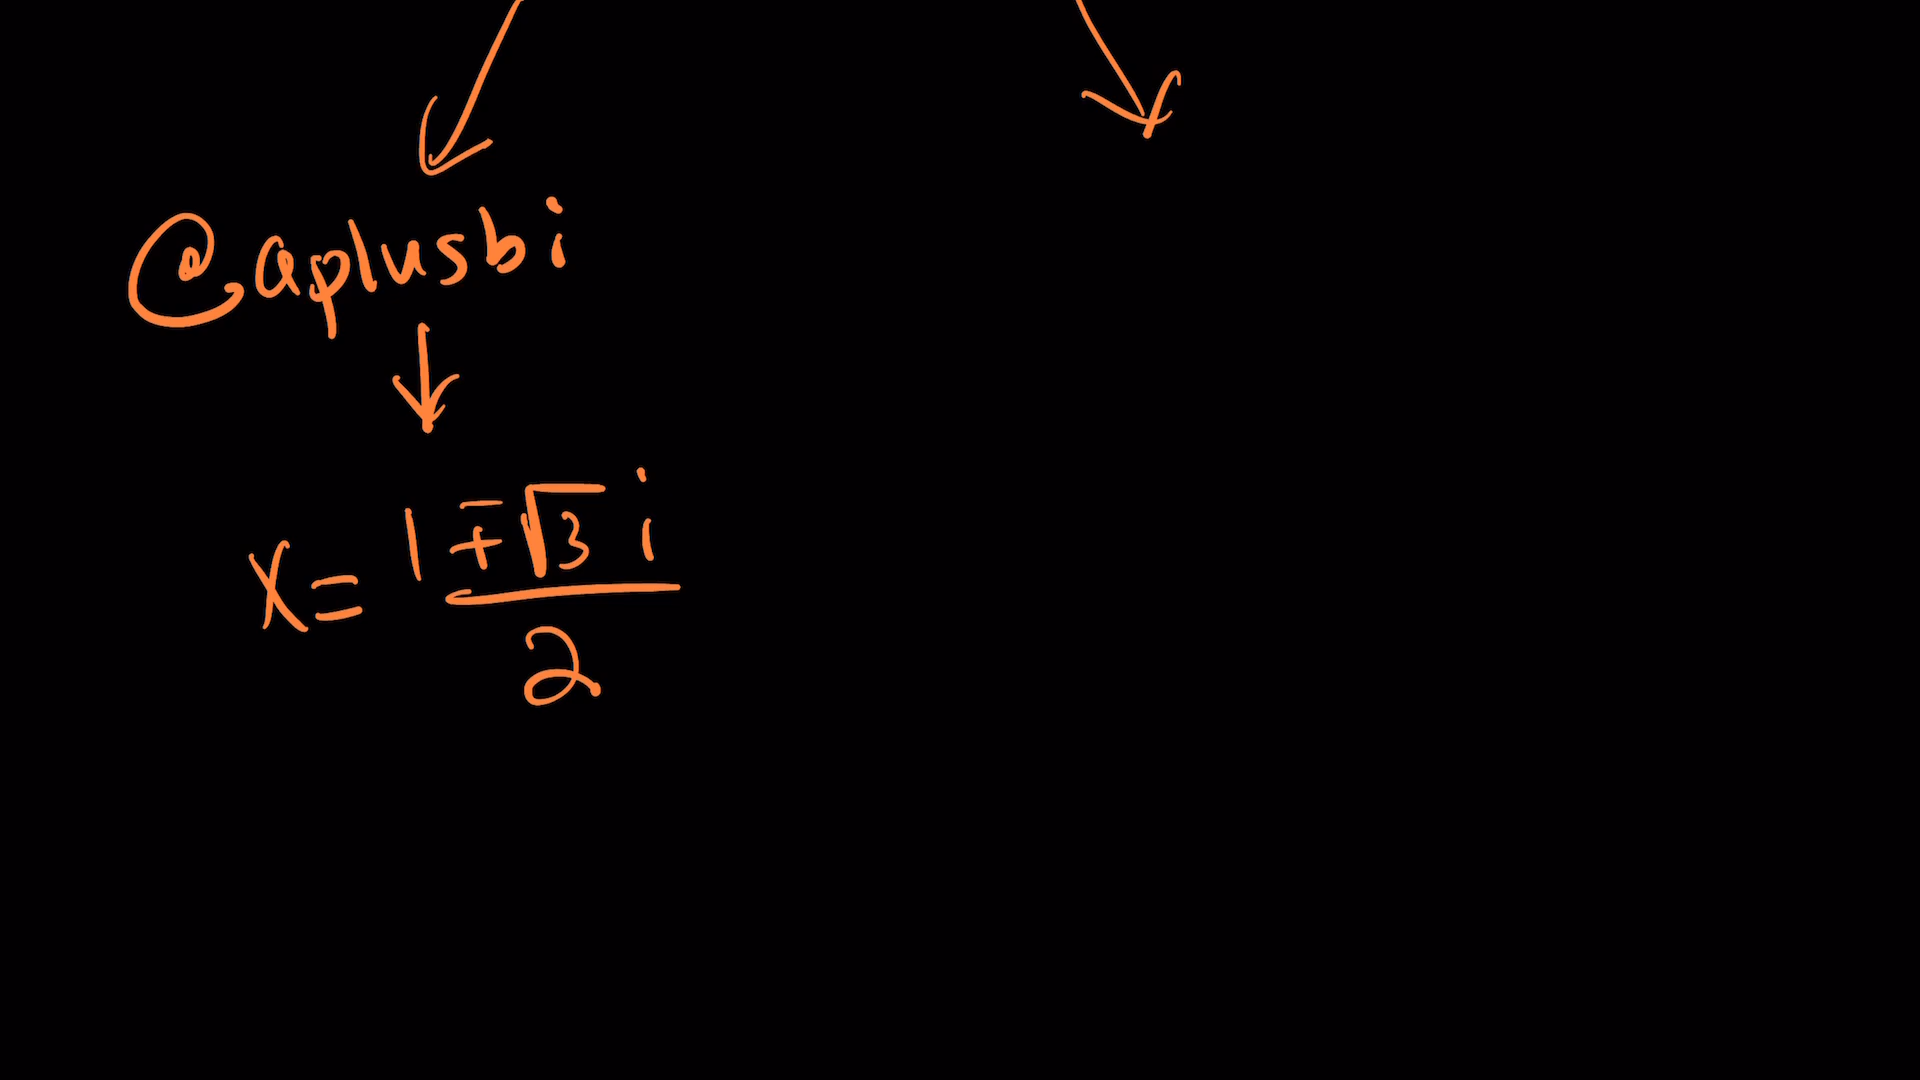 @aplusbi
x = 1 ∓ √3 i / 2